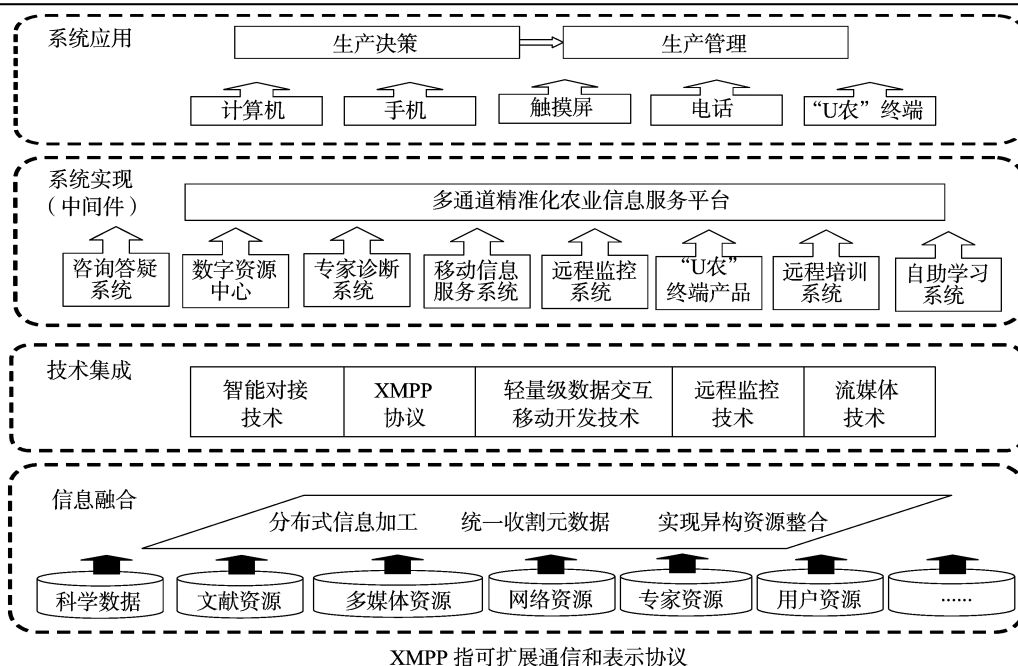 系统应用
生产决策
生产管理
计算机
手机
触摸屏
电话
“U农”终端
系统实现
（中间件）
多通道精准化农业信息服务平台
咨询答疑
系统
数字资源
中心
专家诊断
系统
移动信息
服务系统
远程监控
系统
“U农”
终端产品
远程培训
系统
自助学习
系统
技术集成
智能对接
技术
XMPP
协议
轻量级数据交互
移动开发技术
远程监控
技术
流媒体
技术
信息融合
分布式信息加工 统一收割元数据 实现异构资源整合
科学数据
文献资源
多媒体资源
网络资源
专家资源
用户资源
……
XMPP 指可扩展通信和表示协议